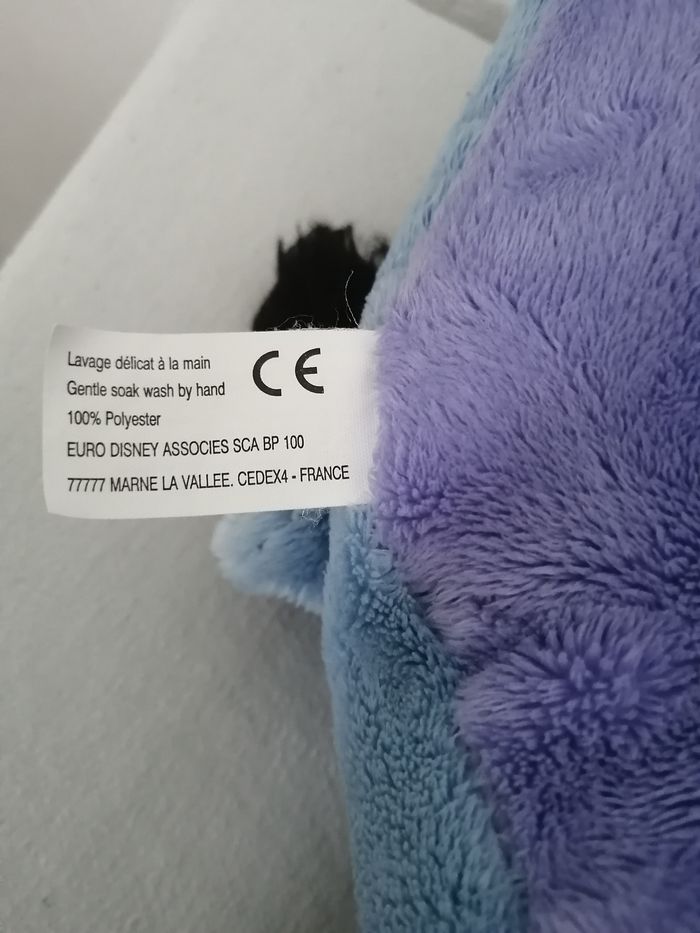 Lavage délicat à la main
Gentle soak wash by hand
CE
100% Polyester
EURO DISNEY ASSOCIES SCA BP 100
77777 MARNE LA VALLEE. CEDEX4 - FRANCE